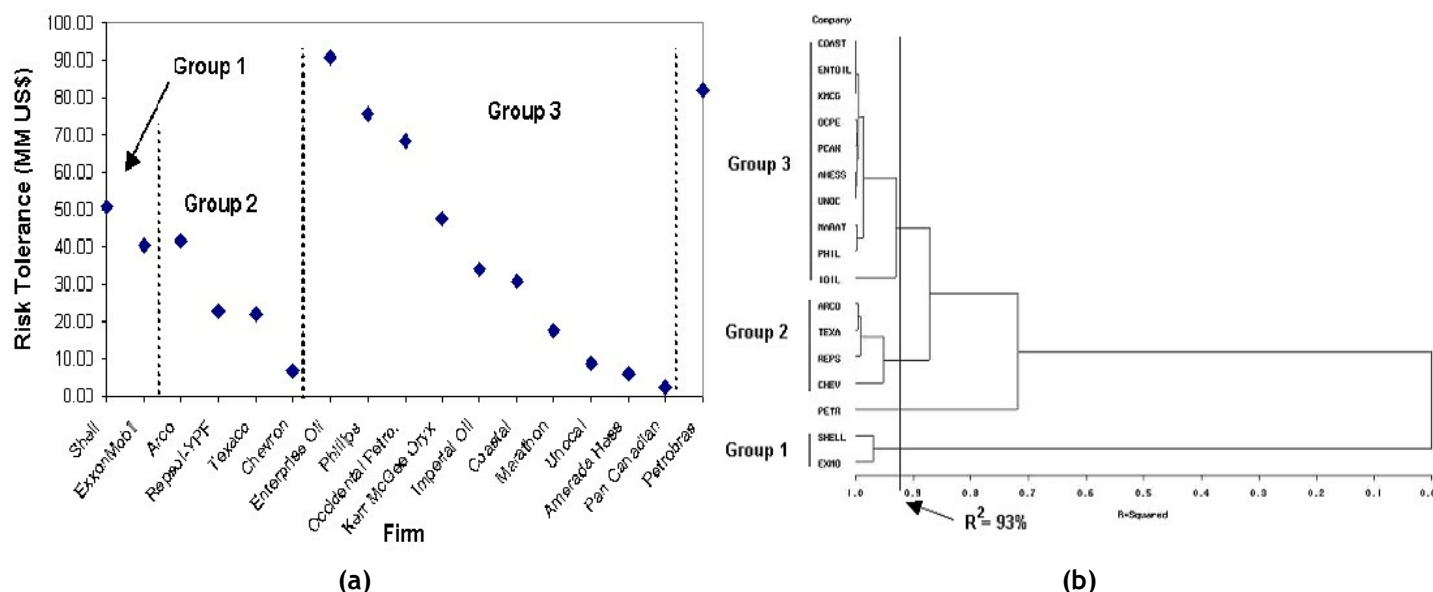 100.00
90.00
80.00
70.00
60.00
50.00
40.00
30.00
20.00
10.00
0.00
Risk Tolerance (MM US$)
Group 1
Group 2
Group 3
Shell
ExxonMobil
Arco
Repsol-YPF
Texaco
Chevron
Enterprise Oil
Phillips
Occidental Petro.
Kerr McGee Oryx
Imperial Oil
Coastal
Marathon
Unocal
Amerada Hess
Pan Canadian
Petrobras
Firm
(a)
Company
COAST
ENTOIL
KMCG
OCPE
PCAN
AHESS
UNOC
MARAT
PHIL
IOIL
ARCO
TEXA
REPS
CHEV
PETR
SHELL
EXMO
Group 3
Group 2
Group 1
1.0 0.9 0.8 0.7 0.6 0.5 0.4 0.3 0.2 0.1 0.0
R-Squared
R²= 93%
(b)